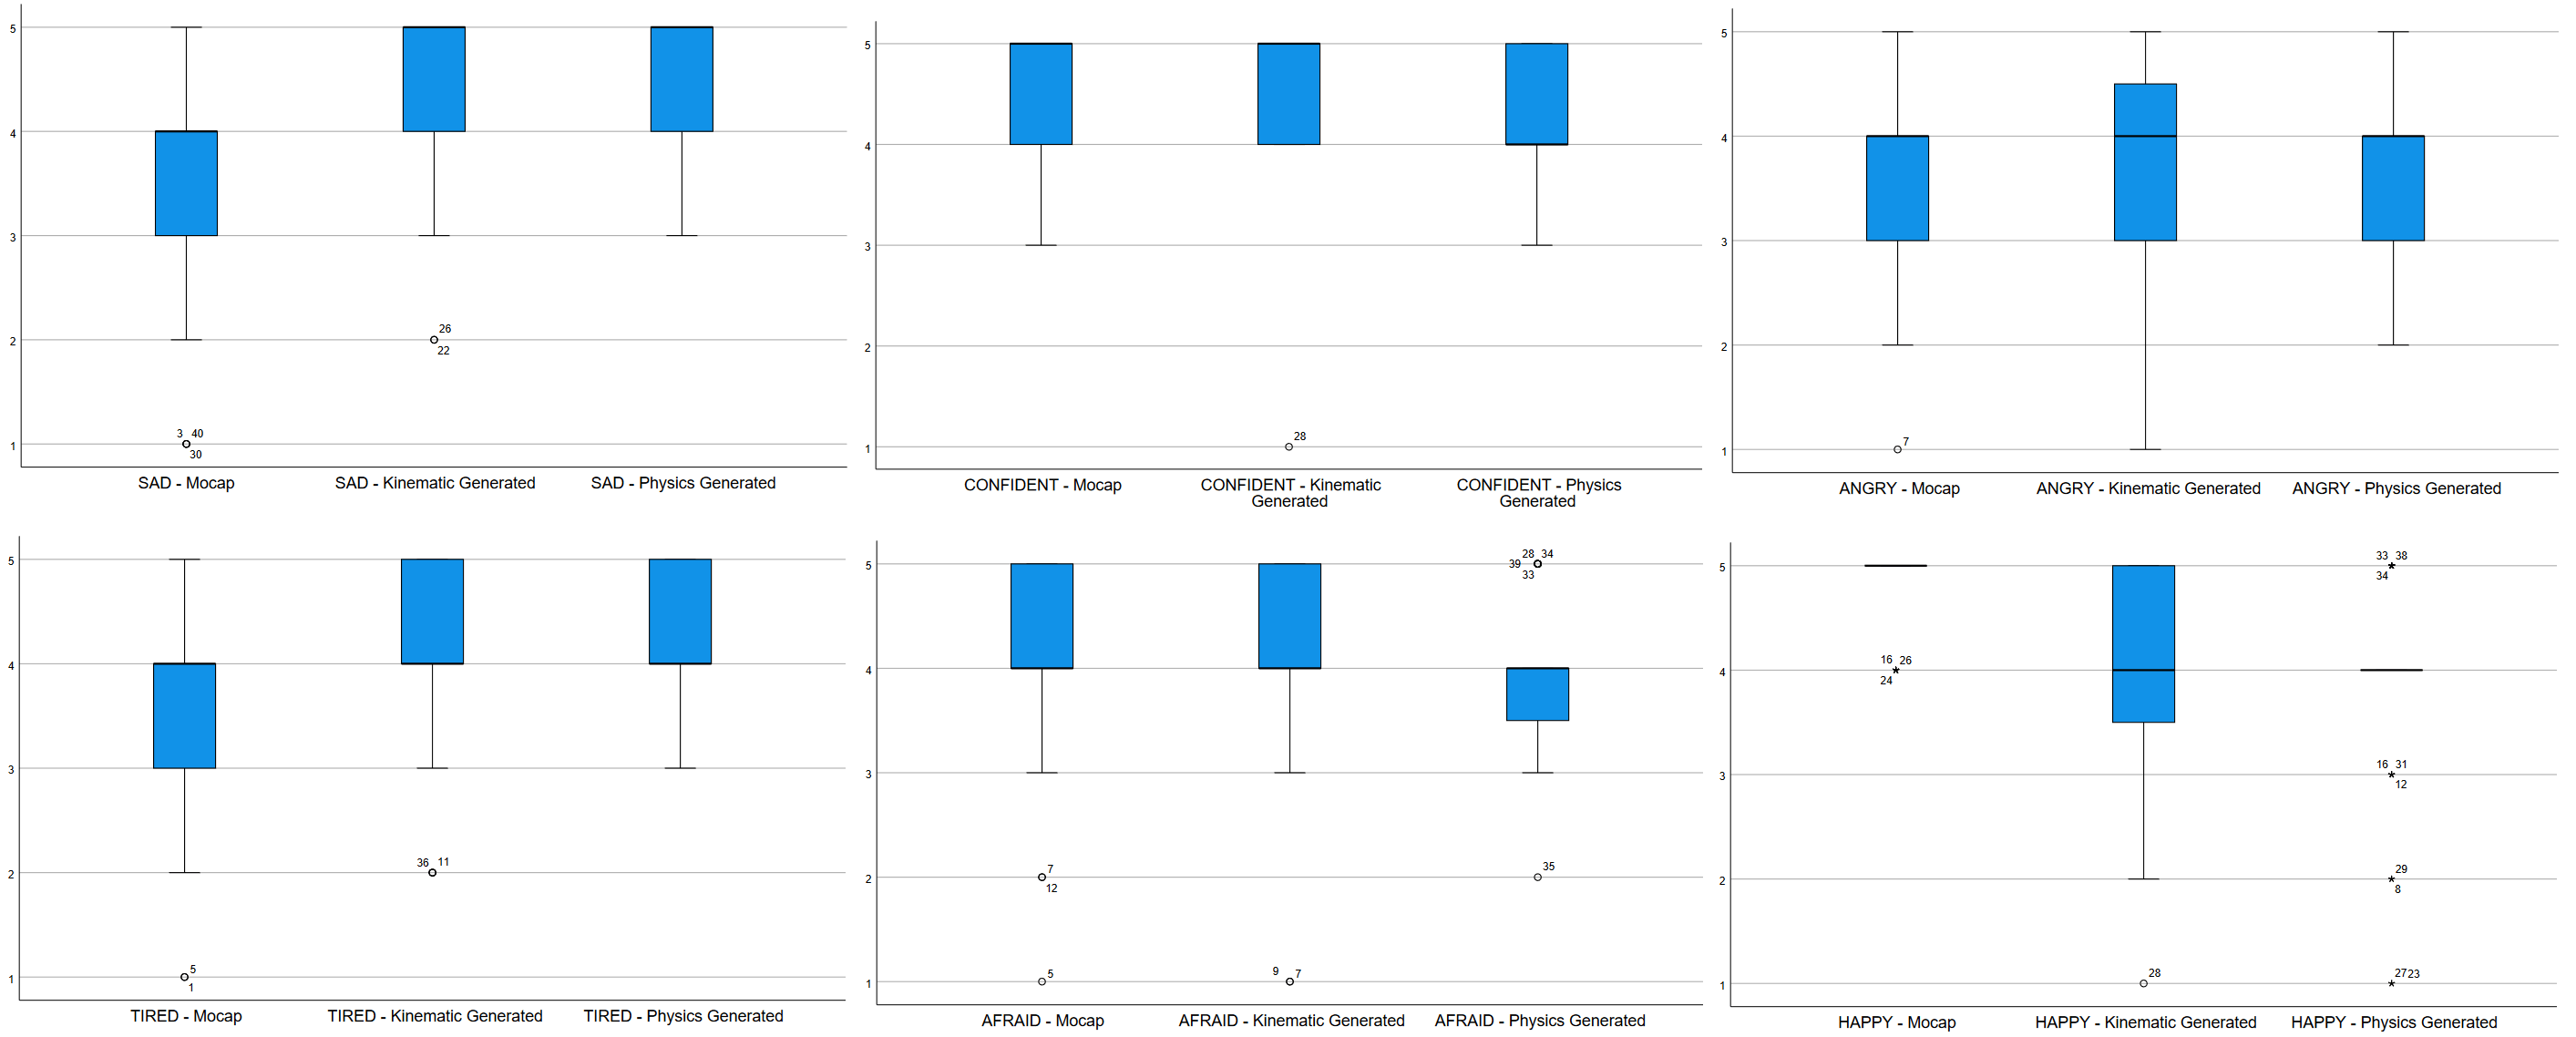 5
4
3
2
1
26
22
3 40
30
SAD - Mocap
SAD - Kinematic Generated
SAD - Physics Generated
5
4
3
2
1
28
CONFIDENT - Mocap
CONFIDENT - Kinematic
Generated
CONFIDENT - Physics
Generated
5
4
3
2
1
7
ANGRY - Mocap
ANGRY - Kinematic Generated
ANGRY - Physics Generated
5
4
3
2
1
36 11
5
1
TIRED - Mocap
TIRED - Kinematic Generated
TIRED - Physics Generated
5
4
3
2
1
28 34
39
33
7
12
35
5
9 7
AFRAID - Mocap
AFRAID - Kinematic Generated
AFRAID - Physics Generated
5
4
3
2
1
33 38
34
16 26
24
16 31
12
29
8
28
27 23
HAPPY - Mocap
HAPPY - Kinematic Generated
HAPPY - Physics Generated